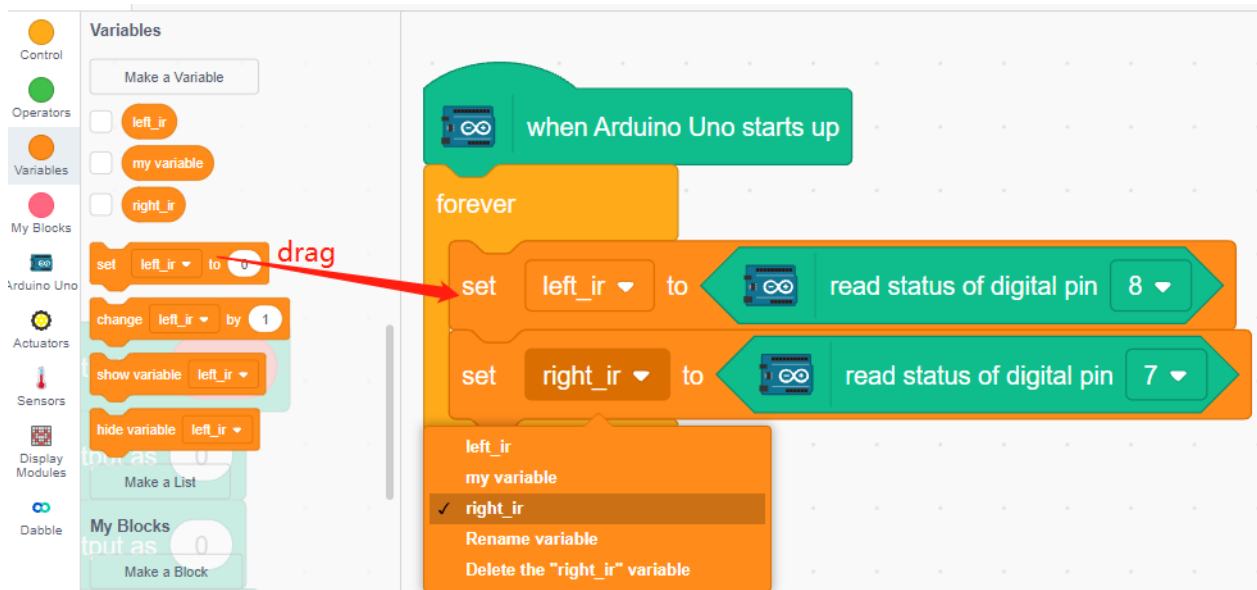 Control
Operators
Variables
My Blocks
Arduino Uno
Actuators
Sensors
Display
Modules
Dabble
Variables
Make a Variable
left_ir
my variable
right_ir
set left_ir to 0
change left_ir by 1
show variable left_ir
hide variable left_ir
Make a List
My Blocks
tput as 0
Make a Block
drag
when Arduino Uno starts up
forever
set left_ir to read status of digital pin 8
set right_ir to read status of digital pin 7
left_ir
my variable
✓ right_ir
Rename variable
Delete the "right_ir" variable